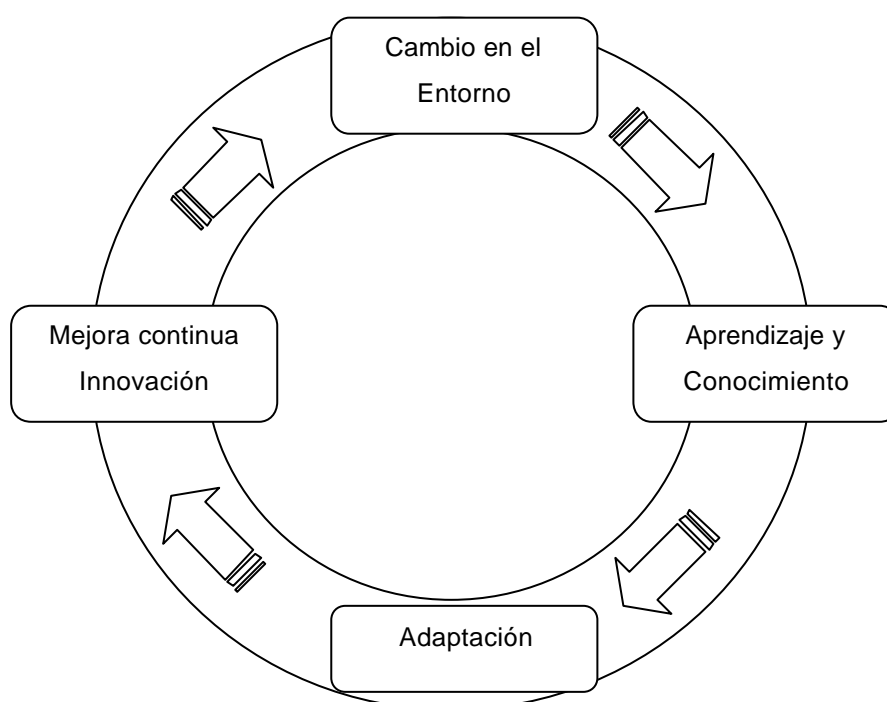 Cambio en el
Entorno
Mejora continua
Innovación
Aprendizaje y
Conocimiento
Adaptación